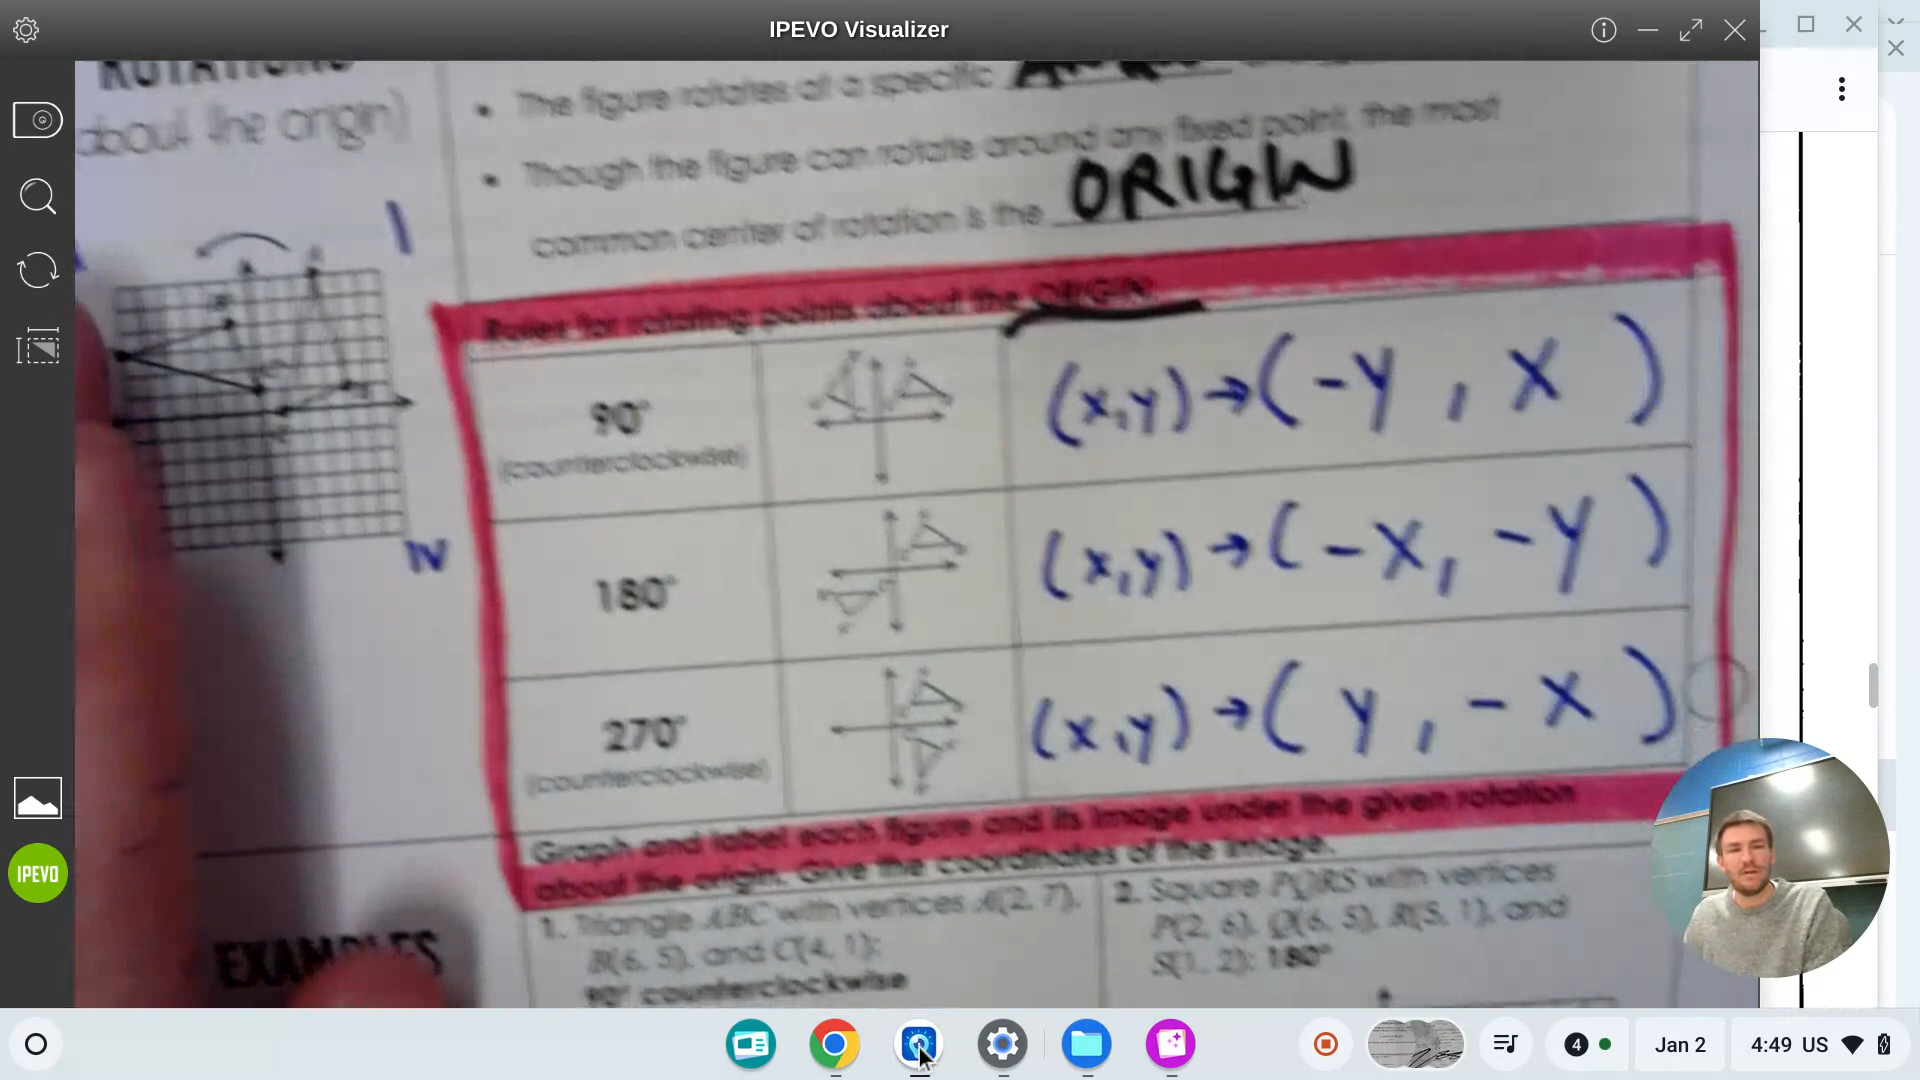 IPEVO Visualizer
ROTATIONS
about the origin)
• The figure rotates at a specific
• Though the figure can rotate around any fixed point, the most
common center of rotation is the ORIGIN
I
IV
Rules for rotating points about the ORIGIN:
90°
(counterclockwise)
(x,y)→(-y, x)
180°
(x,y)→(-x, -y)
270°
(counterclockwise)
(x,y)→(y, -x)
Graph and label each figure and its image under the given rotation
about the origin. Give the coordinates of the image.
EXAMPLES
1. Triangle ABC with vertices A(2, 7),
B(6, 5), and C(4, 1):
90° counterclockwise
2. Square PQRS with vertices
P(2, 6), Q(6, 5), R(5, 1), and
S(1, 2): 180°
IPEVO
4
Jan 2
4:49 US